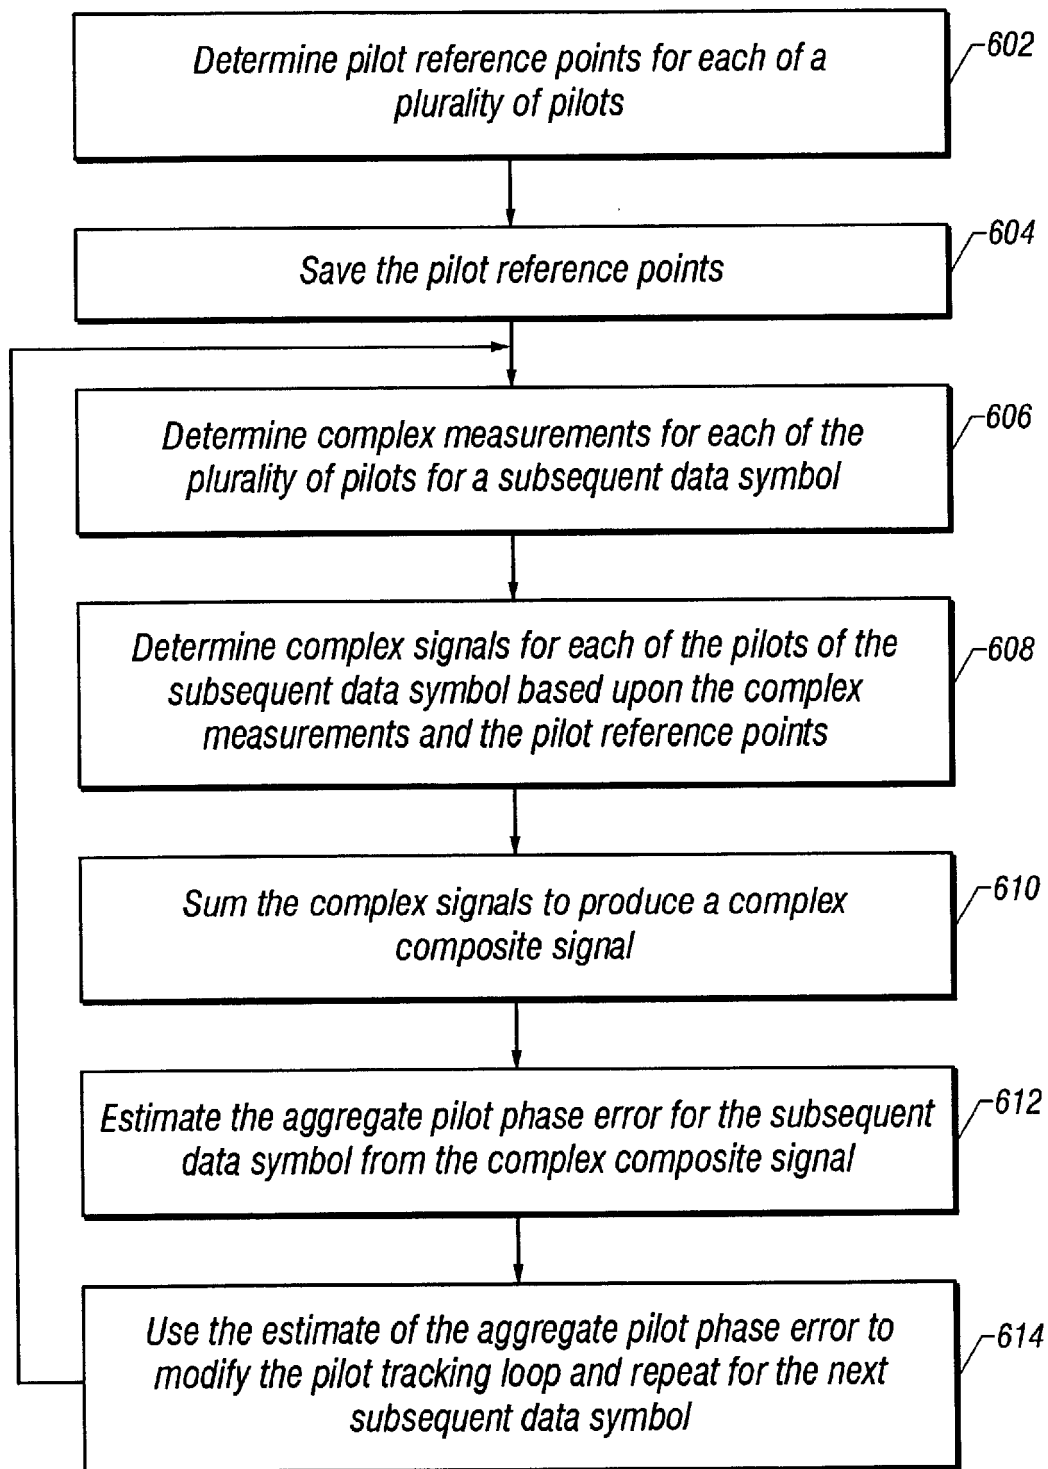 Determine pilot reference points for each of a
plurality of pilots
602
Save the pilot reference points
604
Determine complex measurements for each of the
plurality of pilots for a subsequent data symbol
606
Determine complex signals for each of the pilots of the
subsequent data symbol based upon the complex
measurements and the pilot reference points
608
Sum the complex signals to produce a complex
composite signal
610
Estimate the aggregate pilot phase error for the subsequent
data symbol from the complex composite signal
612
Use the estimate of the aggregate pilot phase error to
modify the pilot tracking loop and repeat for the next
subsequent data symbol
614